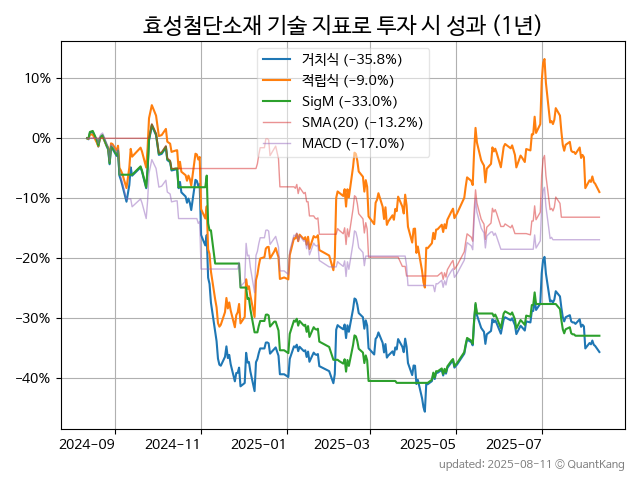 효성첨단소재 기술 지표로 투자 시 성과 (1년)
거치식 (−35.8%)
적립식 (−9.0%)
SigM (−33.0%)
SMA(20) (−13.2%)
MACD (−17.0%)
10%
0%
−10%
−20%
−30%
−40%
2024−09 2024−11 2025−01 2025−03 2025−05 2025−07
updated: 2025-08-11 © QuantKang